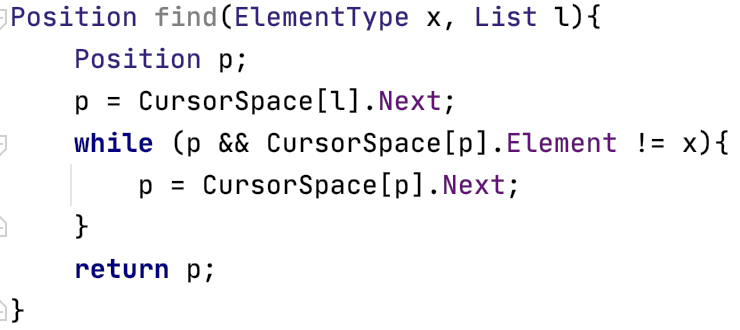 Position find(ElementType x, List l){
    Position p;
    p = CursorSpace[l].Next;
    while (p && CursorSpace[p].Element != x){
        p = CursorSpace[p].Next;
    }
    return p;
}